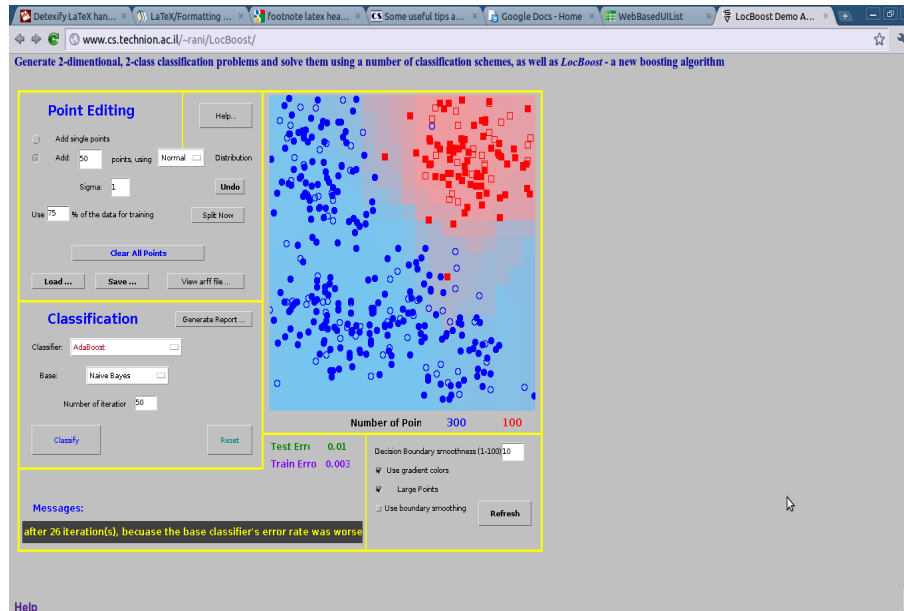 Detexify LaTeX han...
LaTeX/Formatting ...
footnote latex hea...
Some useful tips a...
Google Docs - Home
WebBasedUIList
LocBoost Demo A...
www.cs.technion.ac.il/~rani/LocBoost/
Generate 2-dimentional, 2-class classification problems and solve them using a number of classification schemes, as well as LocBoost - a new boosting algorithm
Point Editing
Help...
Add single points
Add: 50 points, using Normal Distribution
Sigma: 1 Undo
Use 75 % of the data for training Split Now
Clear All Points
Load ... Save ... View arff file ...
Classification Generate Report ...
Classifier: AdaBoost
Base: Naive Bayes
Number of iteratior 50
Classify Reset
Number of Poin 300 100
Test Erro 0.01
Train Erro 0.003
Decision Boundary smoothness (1-100) 10
Use gradient colors
Large Points
Use boundary smoothing
Refresh
Messages:
after 26 iteration(s), becuase the base classifier's error rate was worse
Help